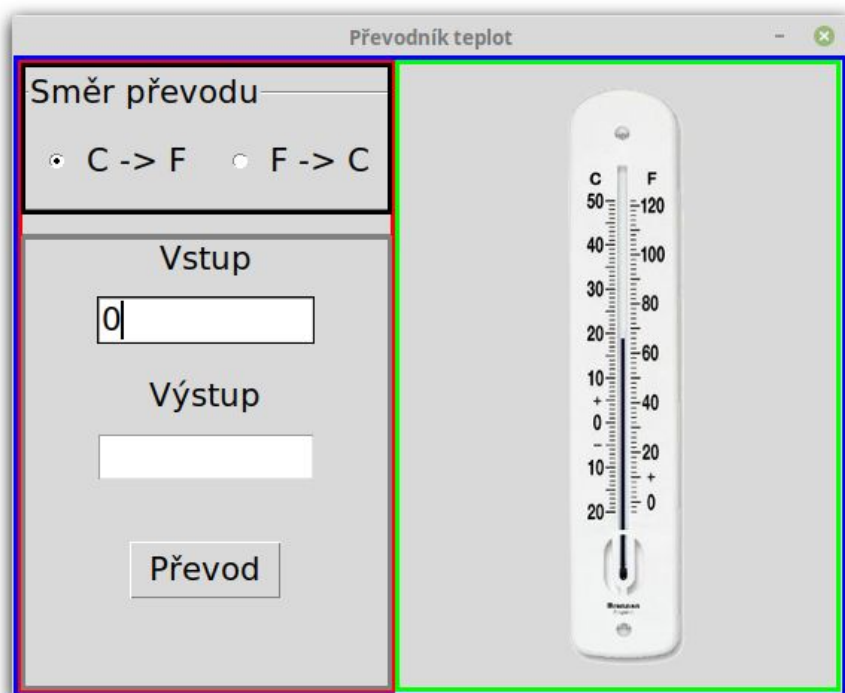 Převodník teplot
Směr převodu
C -> F F -> C
Vstup
0
Výstup
Převod
C F
50 120
40 100
30 80
20 60
10 40
+
0
−
20
10 +
20 0
Brannan